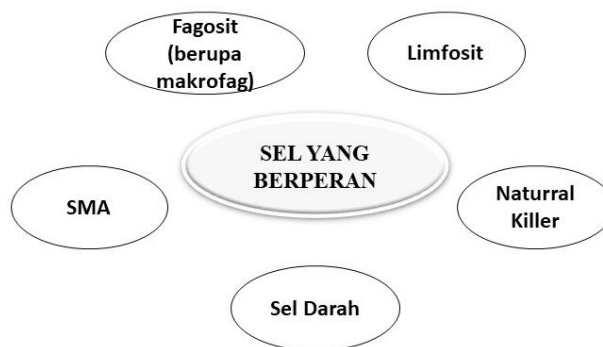 Fagosit
(berupa
makrofag)
Limfosit
SEL YANG
BERPERAN
SMA
Naturral
Killer
Sel Darah